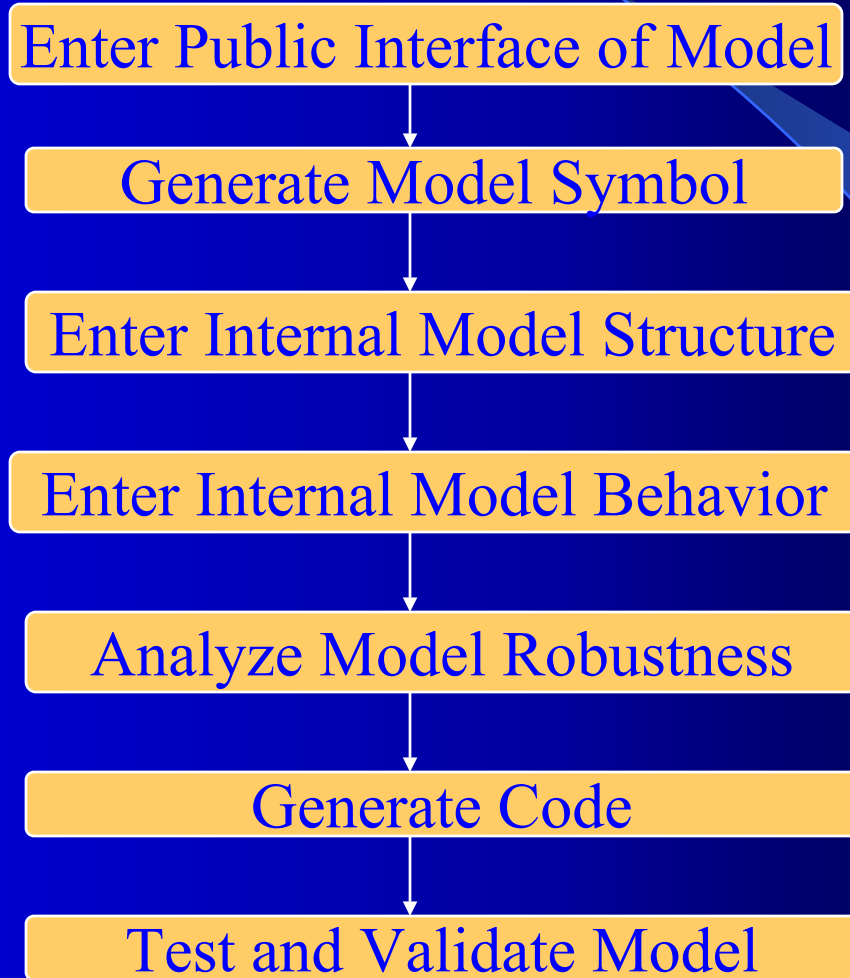 Enter Public Interface of Model
Generate Model Symbol
Enter Internal Model Structure
Enter Internal Model Behavior
Analyze Model Robustness
Generate Code
Test and Validate Model